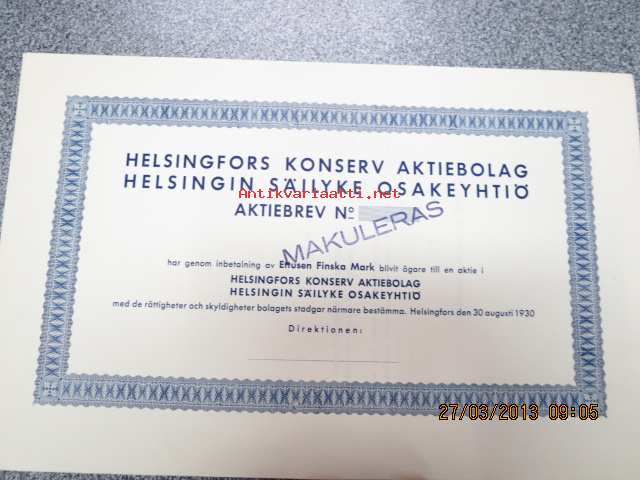 HELSINGFORS KONSERV AKTIEBOLAG
HELSINGIN SÄILYKE OSAKEYHTIÖ
Antikvariaatti.net
AKTIEBREV Nº
MAKULERAS
har genom inbetalning av Ettusen Finska Mark blivit ägare till en aktie i
HELSINGFORS KONSERV AKTIEBOLAG
HELSINGIN SÄILYKE OSAKEYHTIÖ
med de rättigheter och skyldigheter bolagets stadgar närmare bestämma. Helsingfors den 30 augusti 1930
Direktionen:
27/03/2013 09:05